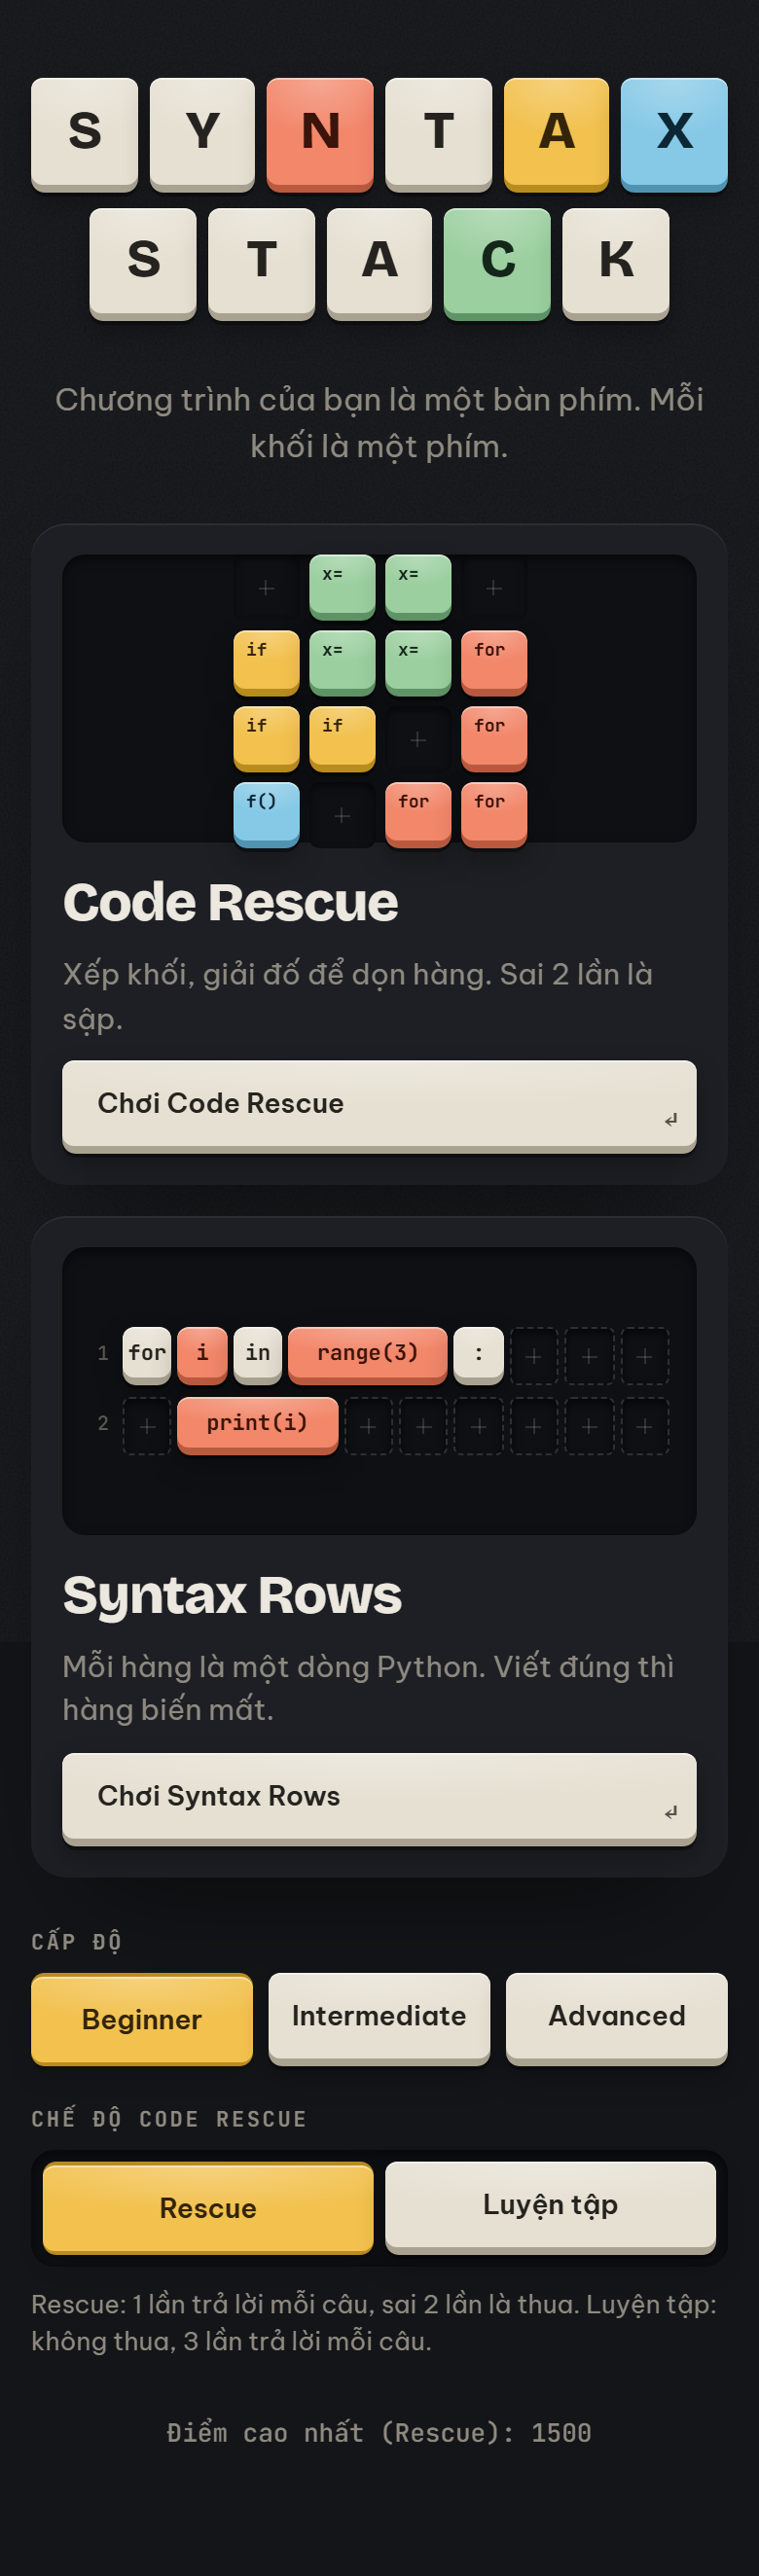 S Y N T A X
S T A C K
Chương trình của bạn là một bàn phím. Mỗi
khối là một phím.
+ x= x= +
if x= x= for
if if + for
f() + for for
Code Rescue
Xếp khối, giải đố để dọn hàng. Sai 2 lần là
sập.
Chơi Code Rescue ↵
1 for i in range(3) : + + +
2 + print(i) + + + + + +
Syntax Rows
Mỗi hàng là một dòng Python. Viết đúng thì
hàng biến mất.
Chơi Syntax Rows ↵
CẤP ĐỘ
Beginner Intermediate Advanced
CHẾ ĐỘ CODE RESCUE
Rescue Luyện tập
Rescue: 1 lần trả lời mỗi câu, sai 2 lần là thua. Luyện tập:
không thua, 3 lần trả lời mỗi câu.
Điểm cao nhất (Rescue): 1500